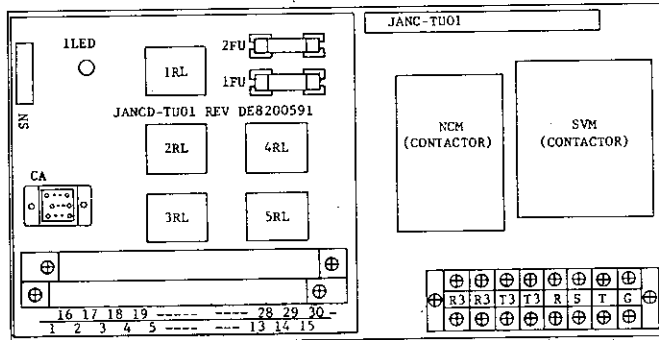 JANC-TU01
1LED
2FU
1RL
1FU
SN
JANCD-TU01 REV DE8200591
NCM
(CONTACTOR)
SVM
(CONTACTOR)
2RL
4RL
CA
3RL
5RL
R3 R3 T3 T3 R S T G
16 17 18 19 ----- ---- 28 29 30 -
1 2 3 4 5 ----- ---- 13 14 15